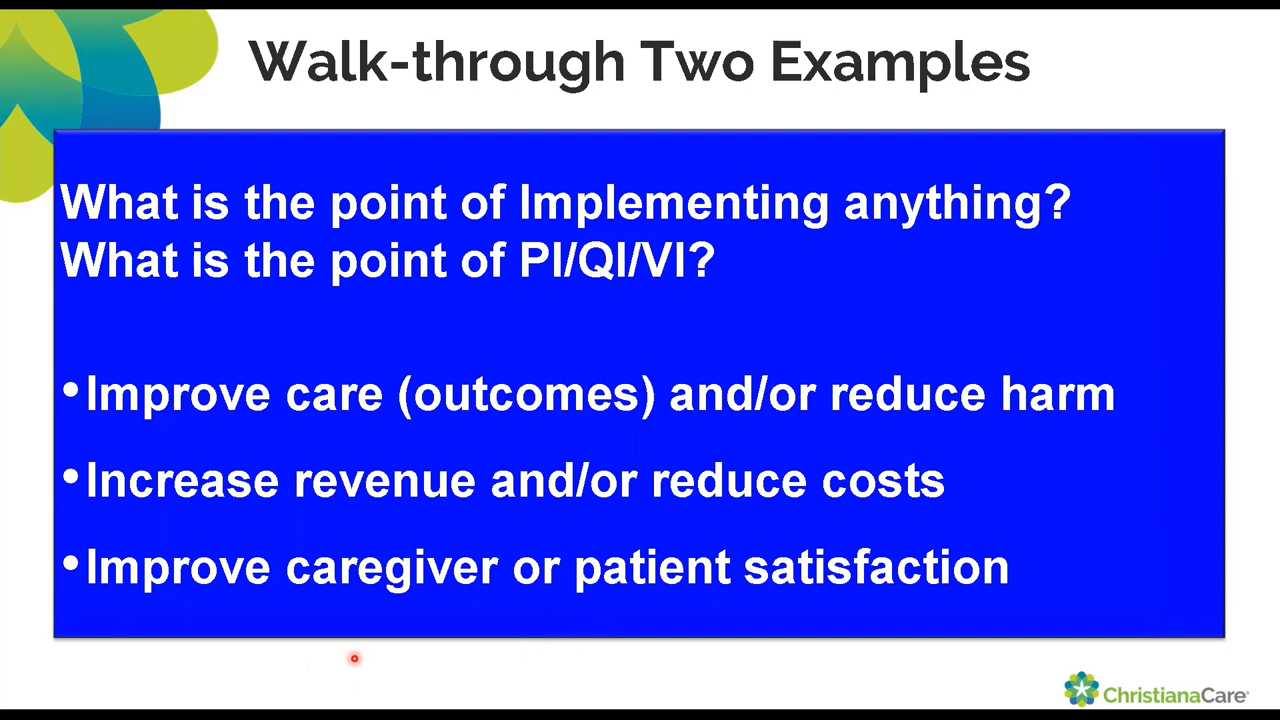 Walk-through Two Examples
What is the point of Implementing anything?
What is the point of PI/QI/VI?
•Improve care (outcomes) and/or reduce harm
•Increase revenue and/or reduce costs
•Improve caregiver or patient satisfaction
ChristianaCare®